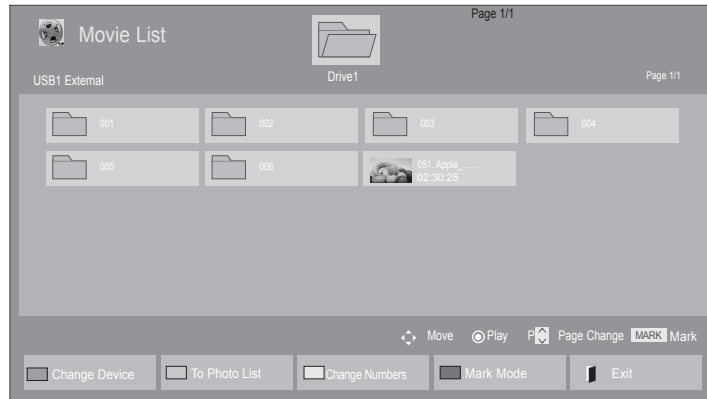 Page 1/1
Movie List
USB1 External
Drive1
Page 1/1
001
002
003
004
005
006
051. Apple_ ......
02:30:25
Move
Play
P
Page Change
MARK
Mark
Change Device
To Photo List
Change Numbers
Mark Mode
Exit